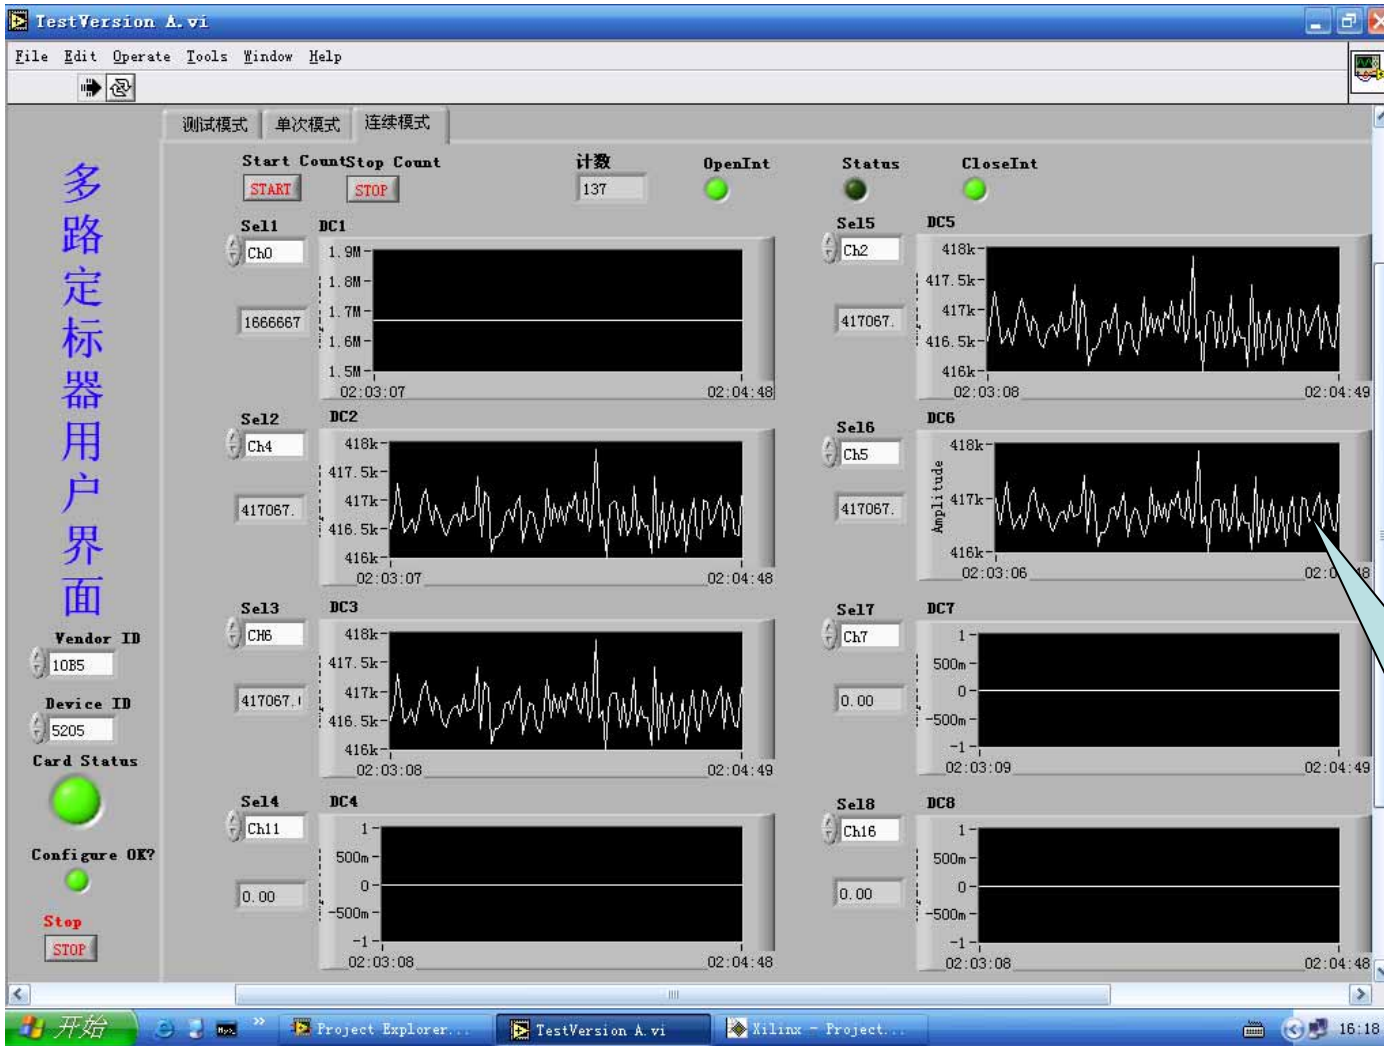 TestVersion A.vi
File Edit Operate Tools Window Help
测试模式 单次模式 连续模式
多路定标器用户界面
Start Count Stop Count 计数 OpenInt Status CloseInt
START STOP 137
Sel1 DC1
Ch0
1666667
1.9M
1.8M
1.7M
1.6M
1.5M
02:03:07 02:04:48
Sel5 DC5
Ch2
417067.
418k
417.5k
417k
416.5k
416k
02:03:08 02:04:49
Sel2 DC2
Ch4
417067.
418k
417.5k
417k
416.5k
416k
02:03:07 02:04:48
Sel6 DC6
Ch5
417067.
Amplitude
418k
417k
416k
02:03:06 02:0 48
Sel3 DC3
CH6
417067.
418k
417.5k
417k
416.5k
416k
02:03:08 02:04:49
Sel7 DC7
Ch7
0.00
1
500m
0
-500m
-1
02:03:09 02:04:49
Sel4 DC4
Ch11
0.00
1
500m
0
-500m
-1
02:03:08 02:04:48
Sel8 DC8
Ch16
0.00
1
500m
0
-500m
-1
02:03:08 02:04:48
Vendor ID
10B5
Device ID
5205
Card Status
Configure OK?
Stop
STOP
开始 Project Explorer... TestVersion A.vi Xilinx - Project... 16:18